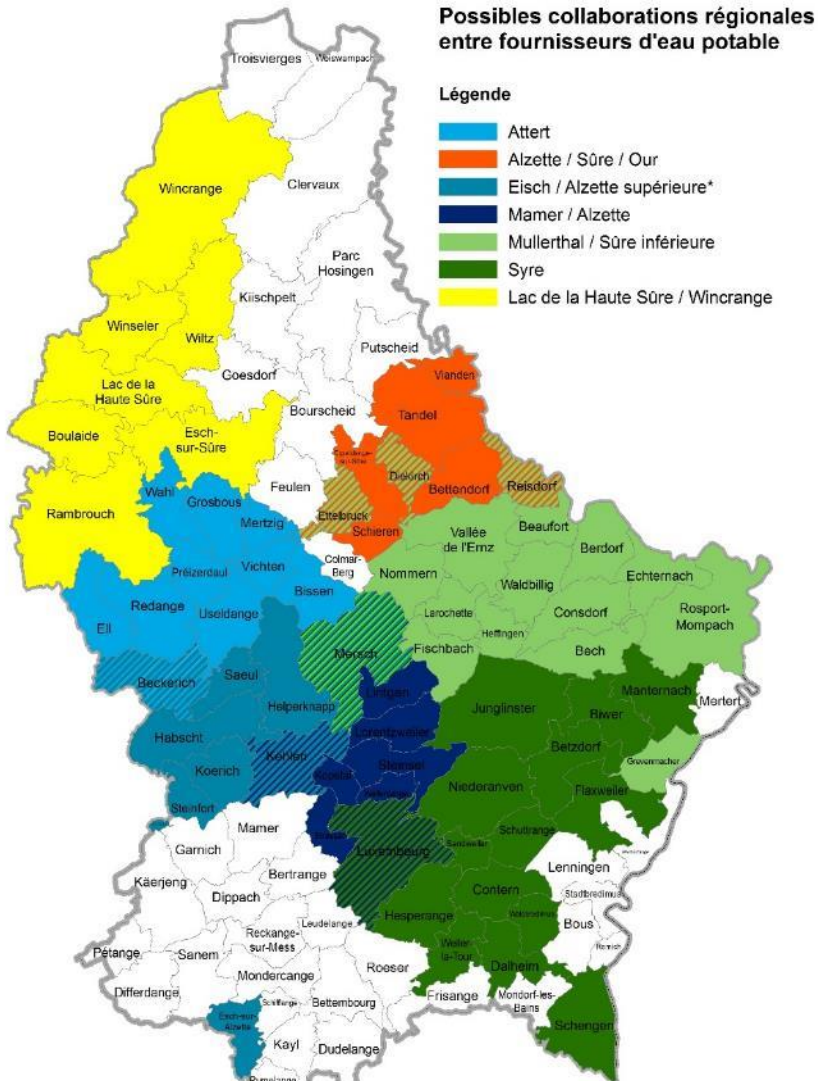 Possibles collaborations régionales
entre fournisseurs d'eau potable
Légende
Attert
Alzette / Sûre / Our
Eisch / Alzette supérieure*
Mamer / Alzette
Mullerthal / Sûre inférieure
Syre
Lac de la Haute Sûre / Wincrange
Troisvierges
Weiswampach
Wincrange
Clervaux
Parc
Hosingen
Kiischpelt
Winseler
Wiltz
Putscheid
Goesdorf
Vianden
Lac de la
Haute Sûre
Tandel
Bourscheid
Boulaide
Esch-
sur-Sûre
Diekirch
Bettendorf
Reisdorf
Feulen
Wahl
Grosbous
Rambrouch
Ettelbruck
Mertzig
Schieren
Vallée
de l'Ernz
Beaufort
Berdorf
Colmar-
Berg
Préizerdaul
Vichten
Nommern
Waldbillig
Echternach
Bissen
Redange
Useldange
Larochette
Consdorf
Rosport-
Mompach
Ell
Heffingen
Mersch
Fischbach
Bech
Beckerich
Saeul
Lintgen
Manternach
Helperknapp
Junglinster
Mertert
Biwer
Habscht
Lorentzweiler
Betzdorf
Kehlen
Steinsel
Grevenmacher
Koerich
Kopstal
Niederanven
Flaxweiler
Steinfort
Mamer
Schuttrange
Garnich
Luxembourg
Sandweiler
Lenningen
Käerjeng
Bertrange
Stadtbredimus
Dippach
Contern
Hesperange
Bous
Leudelange
Reckange-
sur-Mess
Remich
Pétange
Sanem
Weiler-
la-Tour
Roeser
Dalheim
Mondercange
Differdange
Frisange
Mondorf-les-
Bains
Schifflange
Bettembourg
Esch-sur-
Alzette
Schengen
Kayl
Dudelange
Rumelange